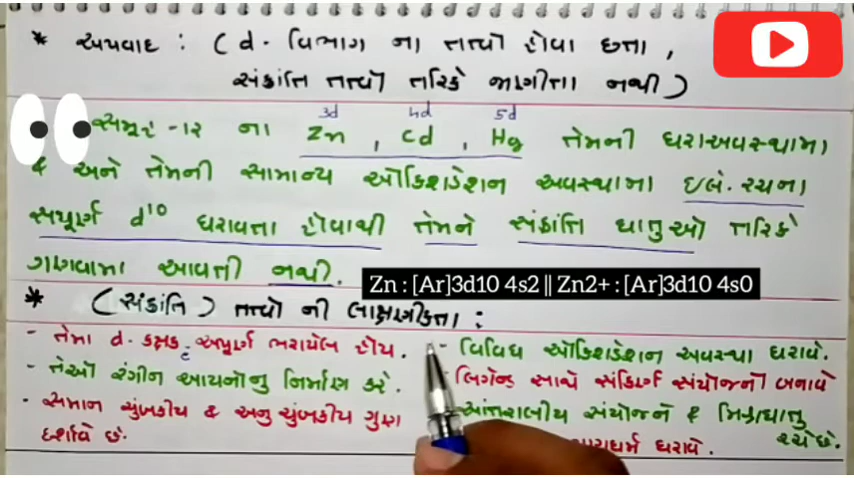 * અપવાદ : ( d- વિભાગ ના તત્વો હોવા છતા ,
સંક્રાંતિ તત્વો તરિકે જાણીતા નથી )
3d 4d 5d
સમૂહ -12 ના Zn , Cd , Hg તેમની ધરાઅવસ્થામા
& અને તેમની સામાન્ય ઓક્શિડેશન અવસ્થામા ઇલે. રચના
સંપૂર્ણ d10 ધરાવતા હોવાથી તેમને સંક્રાંતિ ધાતુઓ તરિકે
ગણવામા આવતી નથી.
Zn : [Ar]3d10 4s2 || Zn2+ : [Ar]3d10 4s0
* (સંક્રાંતિ) તત્વો ની લાક્ષણીકતા :
- તેમા d- કક્ષક e- અપૂર્ણ ભરાયેલ હોય.
- તેઓ રંગીન આયનોનુ નિર્માણ કરે.
- સમાન ચુંબકીય & અનુ ચુંબકીય ગુણ
દર્શાવે છે.
- વિવિધ ઓક્શિડેશન અવસ્થા ધરાવે.
- લિગેન્ડ સાથે સંકિર્ણ સંયોજનો બનાવે
આંતરાલીય સંયોજનો & મિશ્રધાતુ
રચે છે.
ધરાવે.